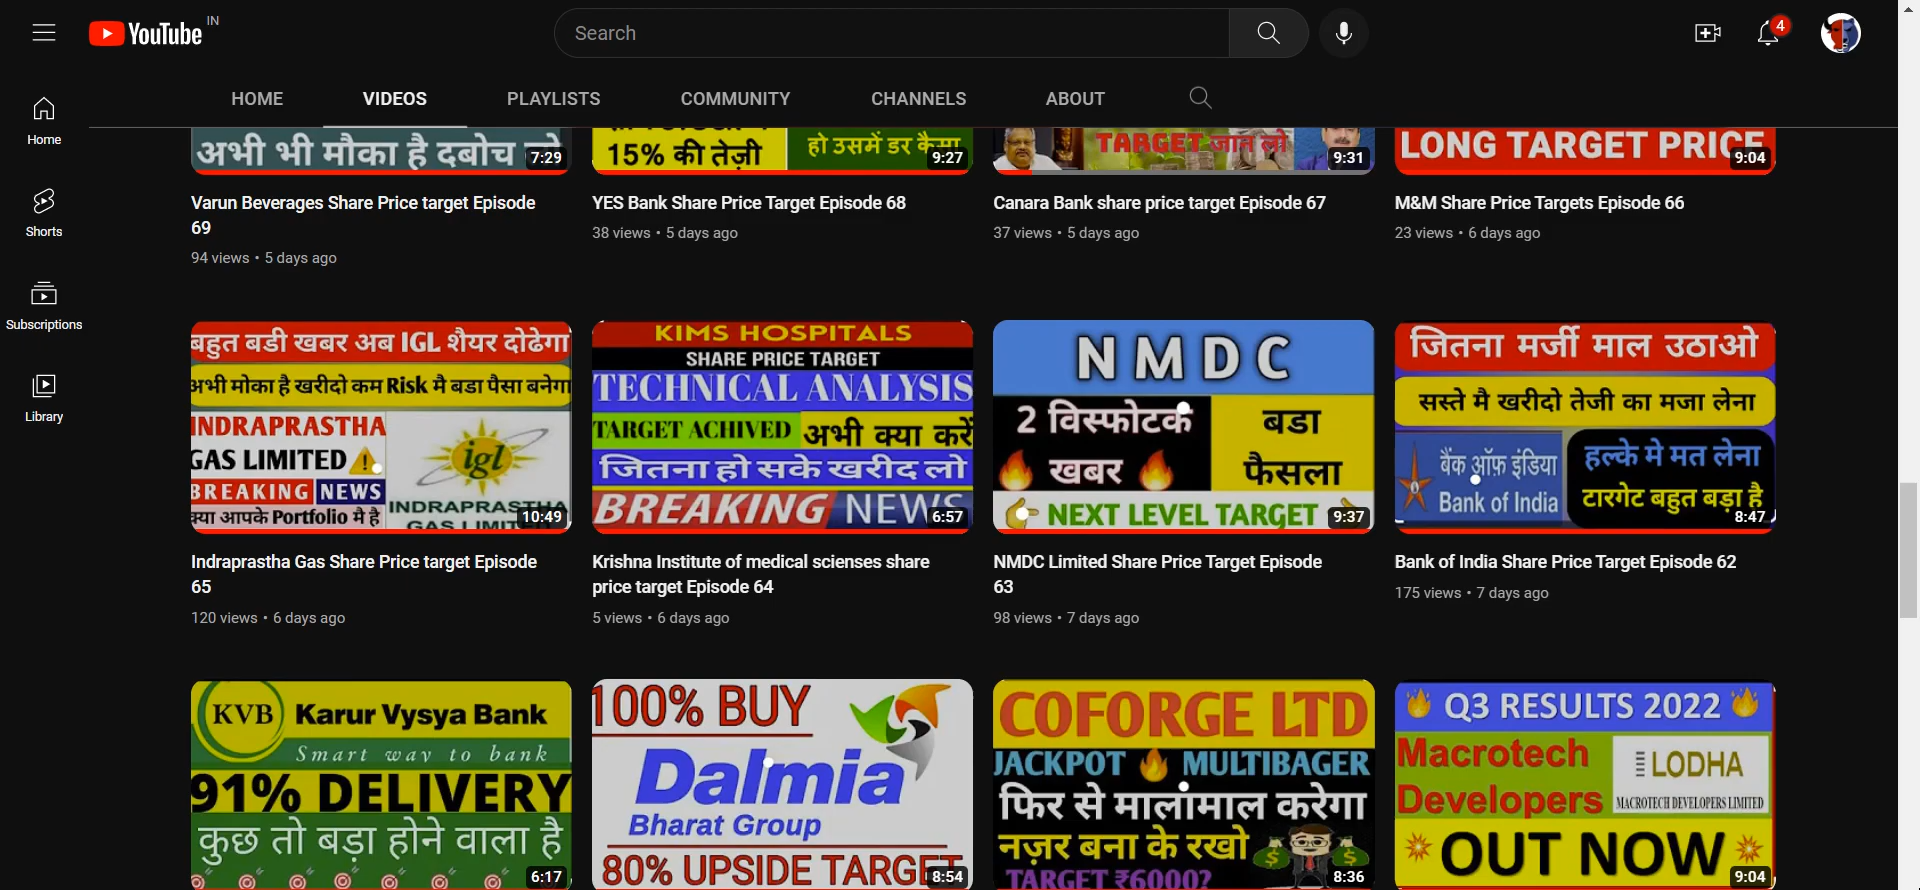 YouTube IN
Search
4
HOME VIDEOS PLAYLISTS COMMUNITY CHANNELS ABOUT
Home
Shorts
Subscriptions
Library
अभी भी मौका है दबोच
7:29
Varun Beverages Share Price target Episode
69
94 views • 5 days ago
15% की तेज़ी
हो उसमें डर कैसा
9:27
YES Bank Share Price Target Episode 68
38 views • 5 days ago
TARGET जान लो
9:31
Canara Bank share price target Episode 67
37 views • 5 days ago
LONG TARGET PRICE
9:04
M&M Share Price Targets Episode 66
23 views • 6 days ago
बहुत बडी खबर अब IGL शैयर दोढेगा
अभी मोका है खरीदो कम Risk मै बडा पैसा बनेगा
INDRAPRASTHA
GAS LIMITED
BREAKING NEWS
क्या आपके Portfolio मै है
igl
INDRAPRASTHA
GAS LIMITED
10:49
Indraprastha Gas Share Price target Episode
65
120 views • 6 days ago
KIMS HOSPITALS
SHARE PRICE TARGET
TECHNICAL ANALYSIS
TARGET ACHIVED अभी क्या करें
जितना हो सके खरीद लो
BREAKING NEWS
6:57
Krishna Institute of medical scienses share
price target Episode 64
5 views • 6 days ago
NMDC
2 विस्फोटक
खबर
बडा
फैसला
NEXT LEVEL TARGET
9:37
NMDC Limited Share Price Target Episode
63
98 views • 7 days ago
जितना मर्जी माल उठाओ
सस्ते मै खरीदो तेजी का मजा लेना
बैंक ऑफ़ इंडिया
Bank of India
हल्के मे मत लेना
टारगेट बहुत बड़ा है
8:47
Bank of India Share Price Target Episode 62
175 views • 7 days ago
KVB Karur Vysya Bank
Smart way to bank
91% DELIVERY
कुछ तो बड़ा होने वाला है
6:17
100% BUY
Dalmia
Bharat Group
80% UPSIDE TARGET
8:54
COFORGE LTD
JACKPOT MULTIBAGER
फिर से मालामाल करेगा
नज़र बना के रखो
TARGET ₹6000?
8:36
Q3 RESULTS 2022
Macrotech
Developers
LODHA
MACROTECH DEVELOPERS LIMITED
OUT NOW
9:04